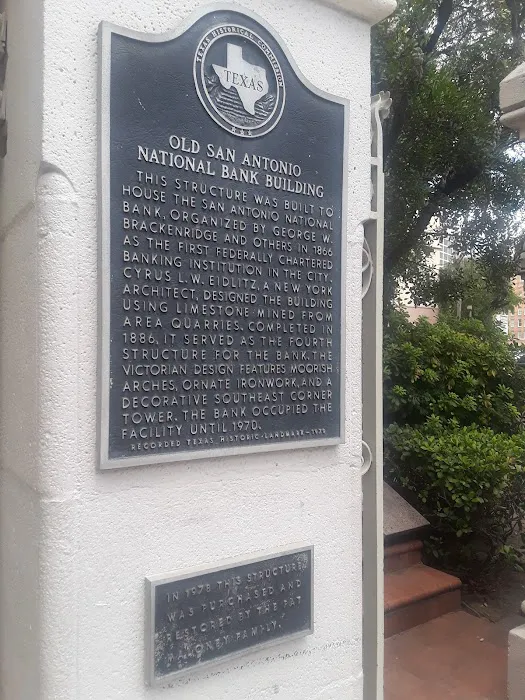 TEXAS HISTORICAL COMMISSION
TEXAS
OLD SAN ANTONIO
NATIONAL BANK BUILDING
THIS STRUCTURE WAS BUILT TO
HOUSE THE SAN ANTONIO NATIONAL
BANK, ORGANIZED BY GEORGE W.
BRACKENRIDGE AND OTHERS IN 1866
AS THE FIRST FEDERALLY CHARTERED
BANKING INSTITUTION IN THE CITY.
CYRUS L.W. EIDLITZ, A NEW YORK
ARCHITECT, DESIGNED THE BUILDING
USING LIMESTONE MINED FROM
AREA QUARRIES. COMPLETED IN
1886, IT SERVED AS THE FOURTH
STRUCTURE FOR THE BANK. THE
VICTORIAN DESIGN FEATURES MOORISH
ARCHES, ORNATE IRONWORK, AND A
DECORATIVE SOUTHEAST CORNER
TOWER. THE BANK OCCUPIED THE
FACILITY UNTIL 1970.
RECORDED TEXAS HISTORIC LANDMARK - 1979
IN 1978 THIS STRUCTURE
WAS PURCHASED AND
RESTORED BY THE PAT
MALONEY FAMILY.